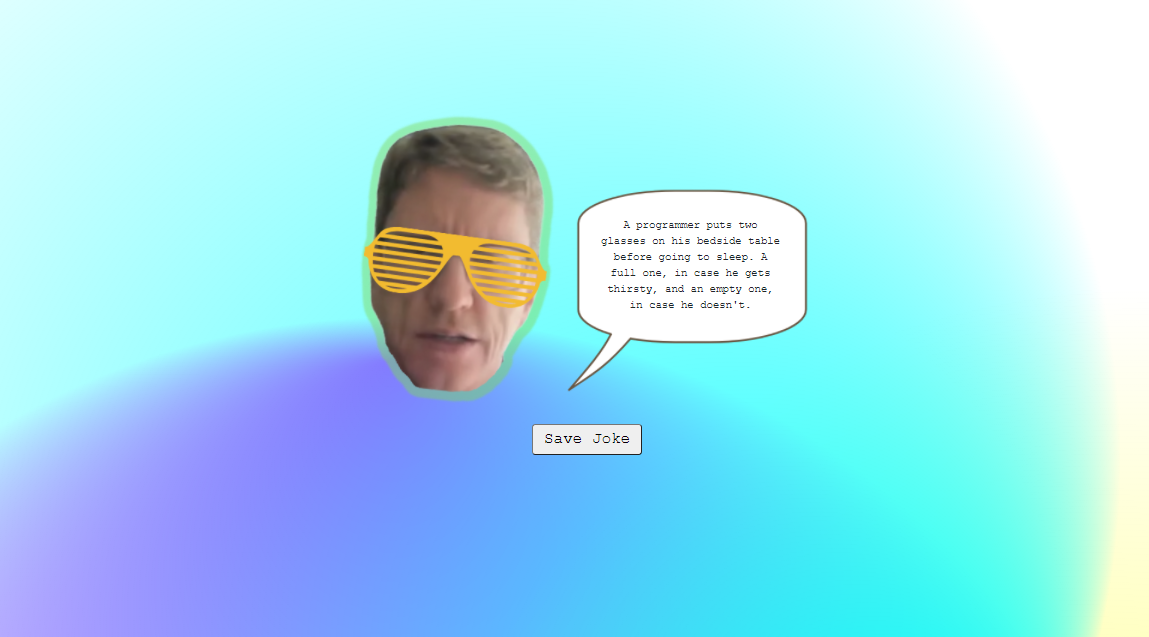 A programmer puts two
glasses on his bedside table
before going to sleep. A
full one, in case he gets
thirsty, and an empty one,
in case he doesn't.
Save Joke